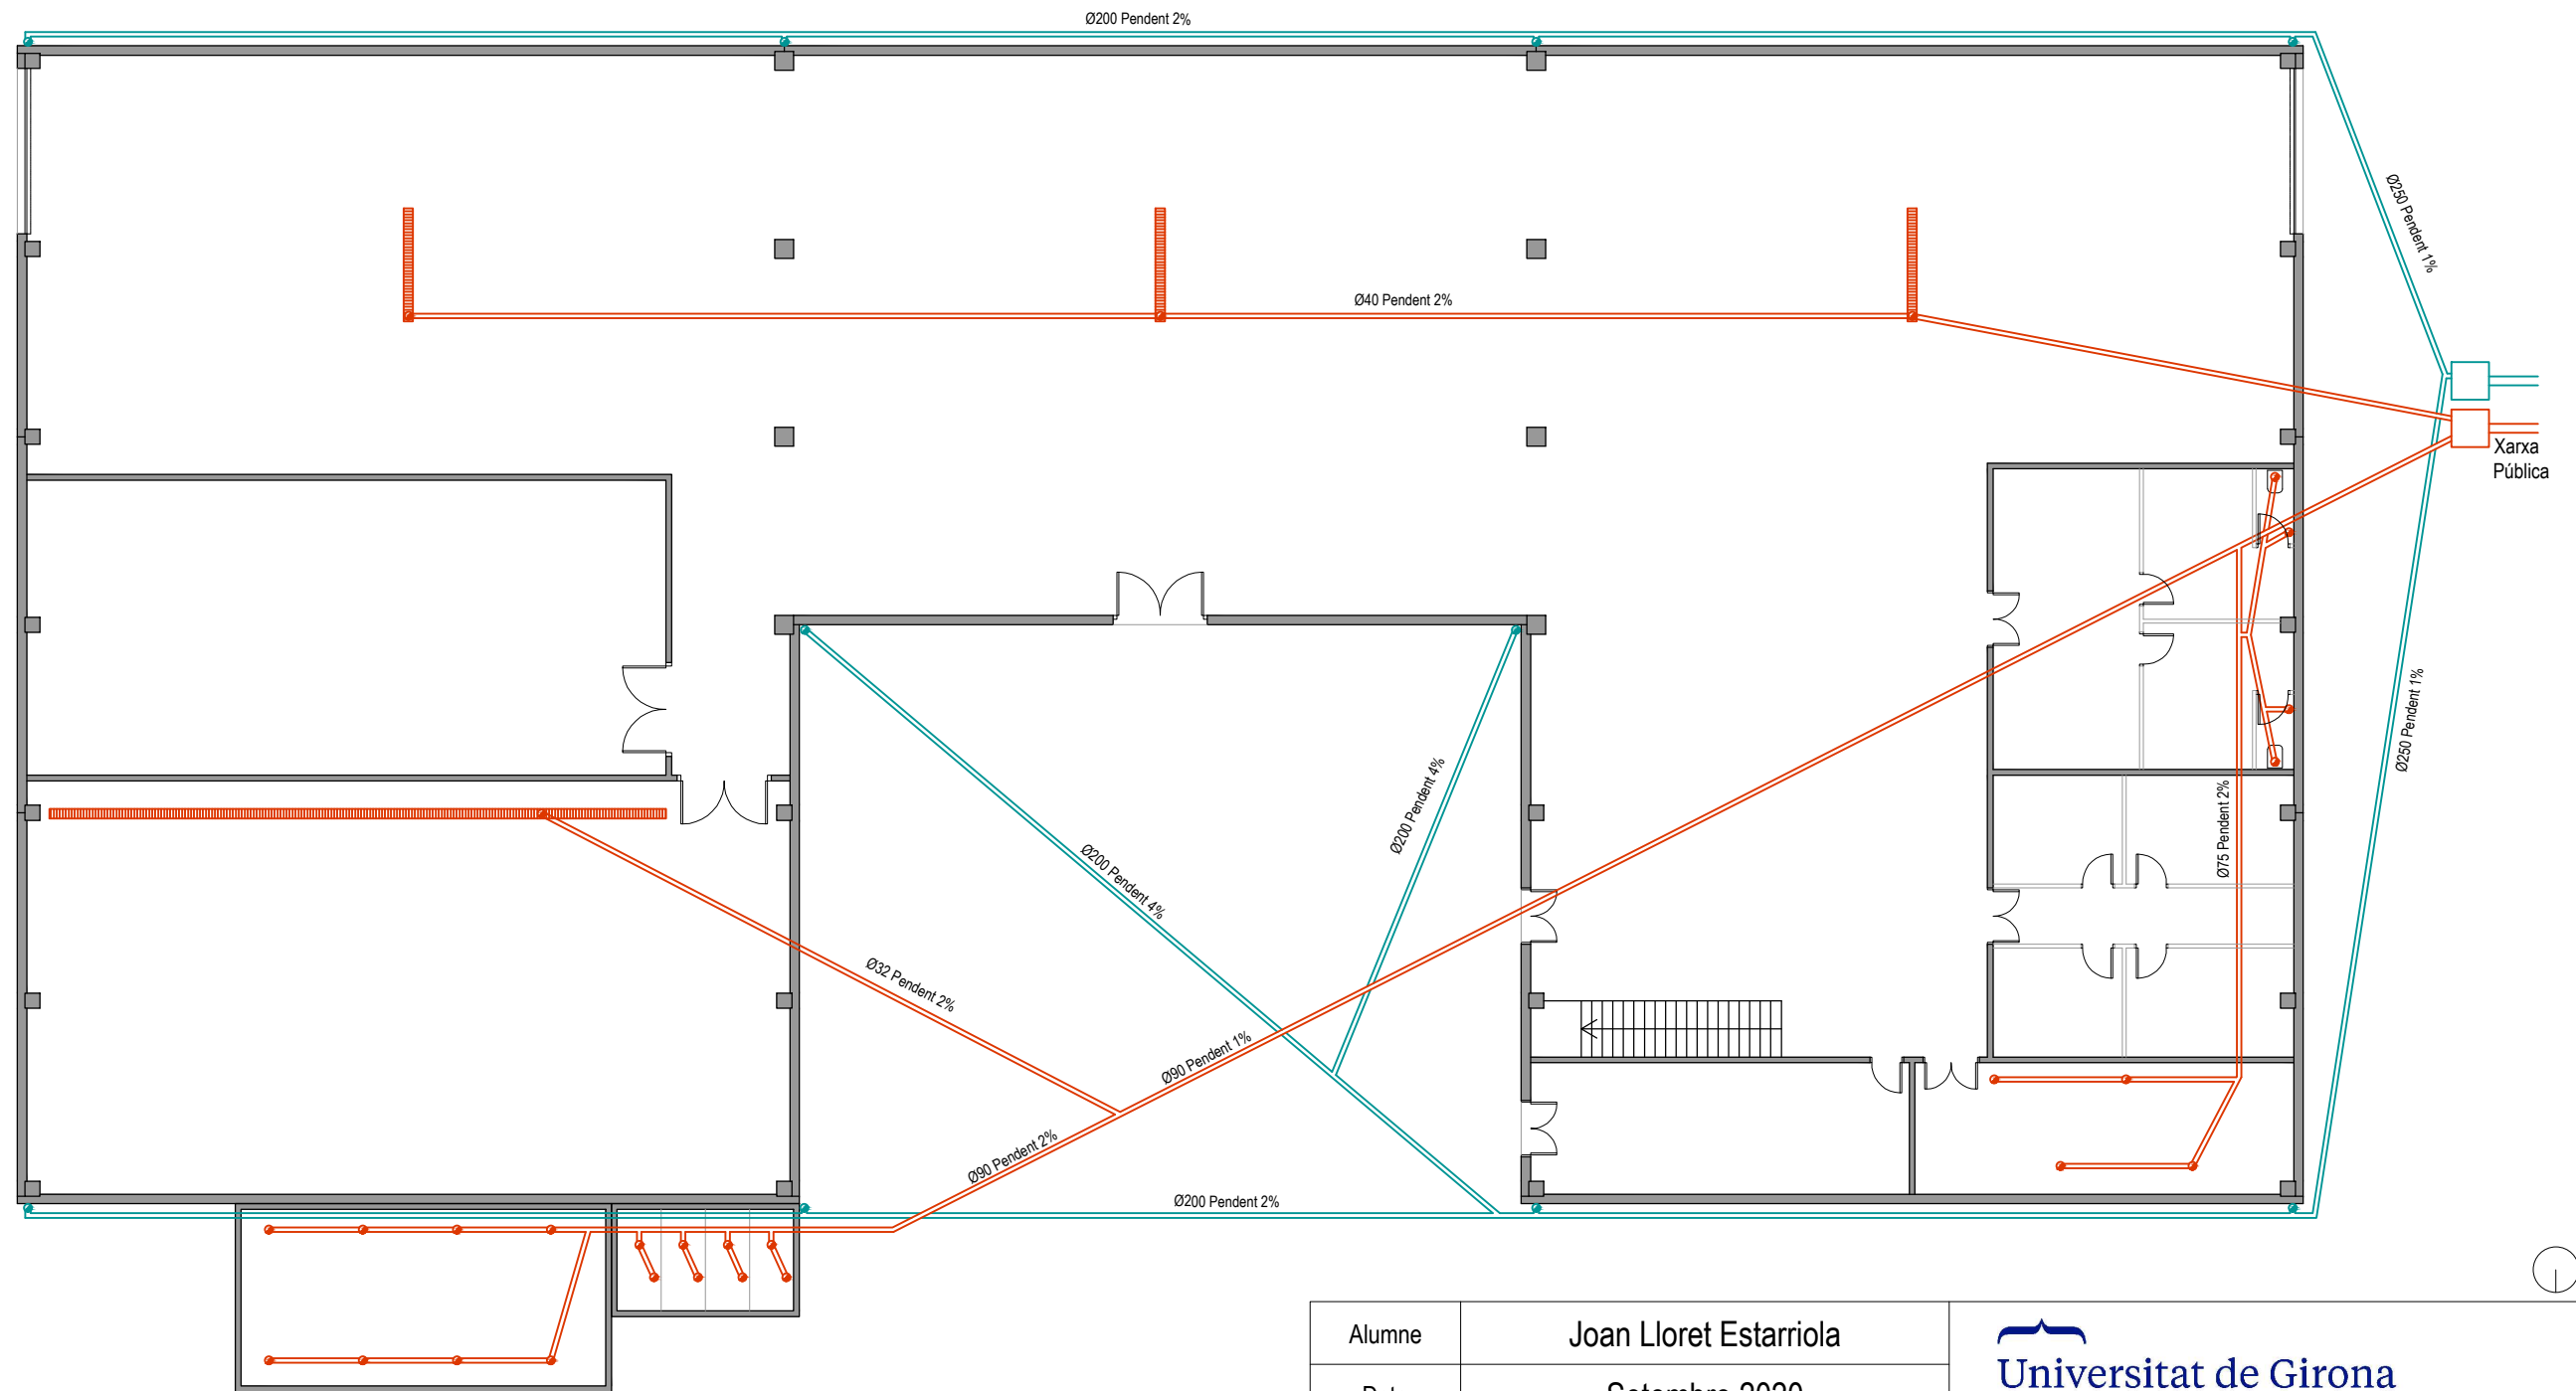 Ø200 Pendent 2%
Ø250 Pendent 1%
Ø40 Pendent 2%
Xarxa
Pública
Ø250 Pendent 1%
Ø200 Pendent 4%
Ø75 Pendent 2%
Ø200 Pendent 4%
Ø32 Pendent 2%
Ø90 Pendent 1%
Ø90 Pendent 2%
Ø200 Pendent 2%
Alumne
Joan Lloret Estarriola
Universitat de Girona
Setembre 2020